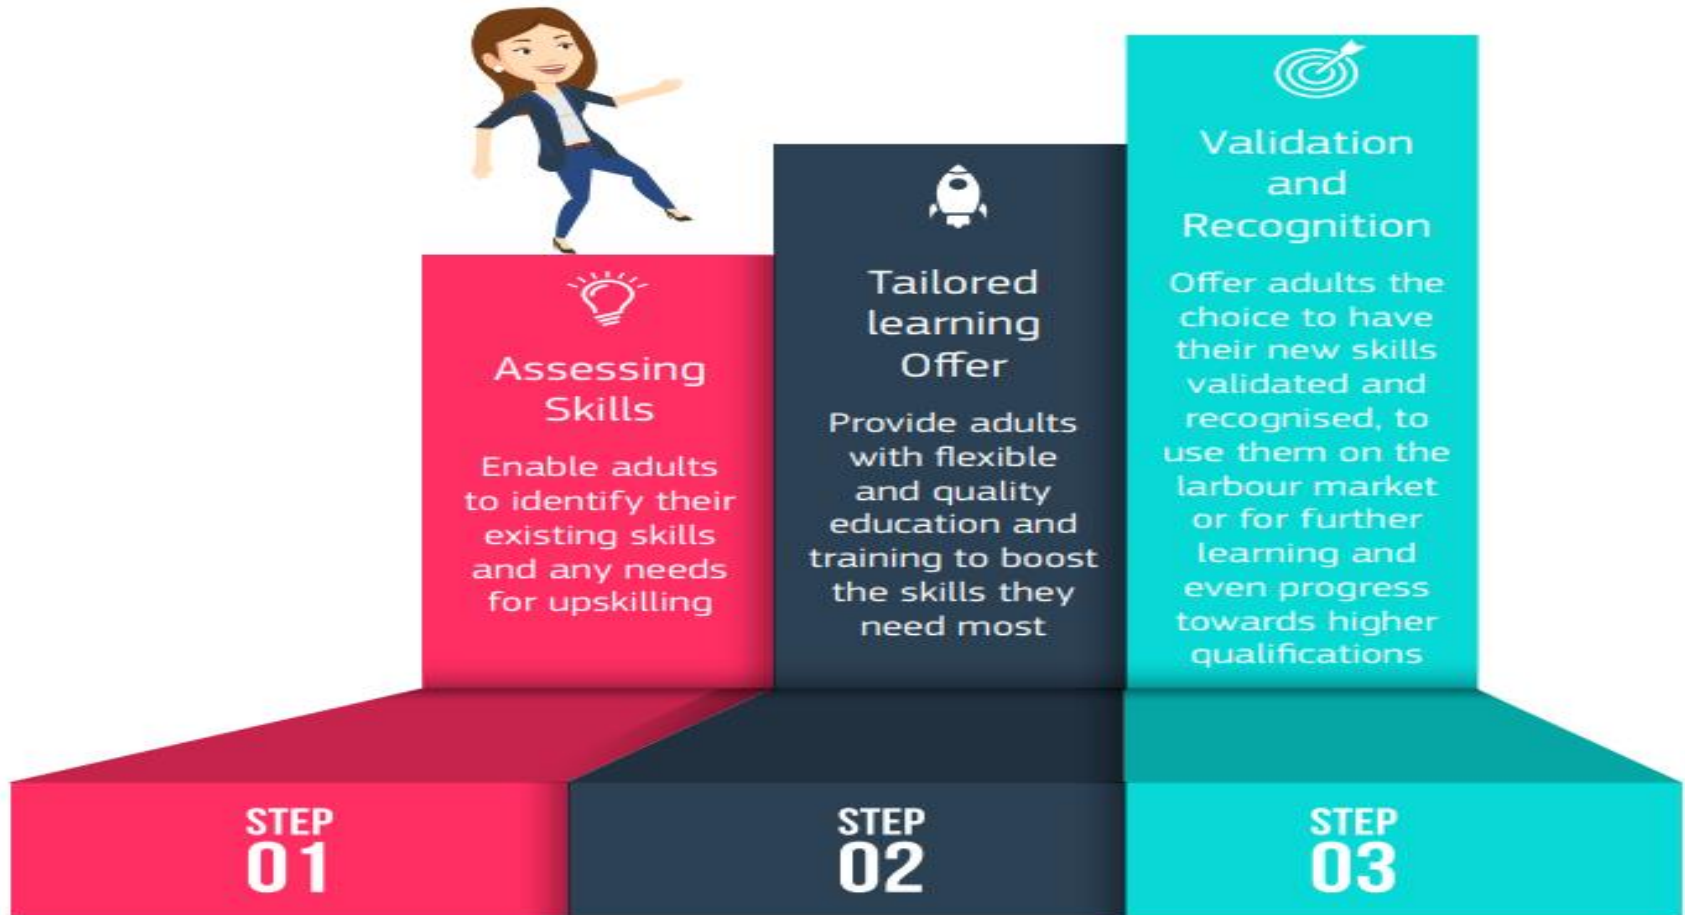 Assessing
Skills
Enable adults
to identify their
existing skills
and any needs
for upskilling
Tailored
learning
Offer
Provide adults
with flexible
and quality
education and
training to boost
the skills they
need most
Validation
and
Recognition
Offer adults the
choice to have
their new skills
validated and
recognised, to
use them on the
larbour market
or for further
learning and
even progress
towards higher
qualifications
STEP
01
STEP
02
STEP
03